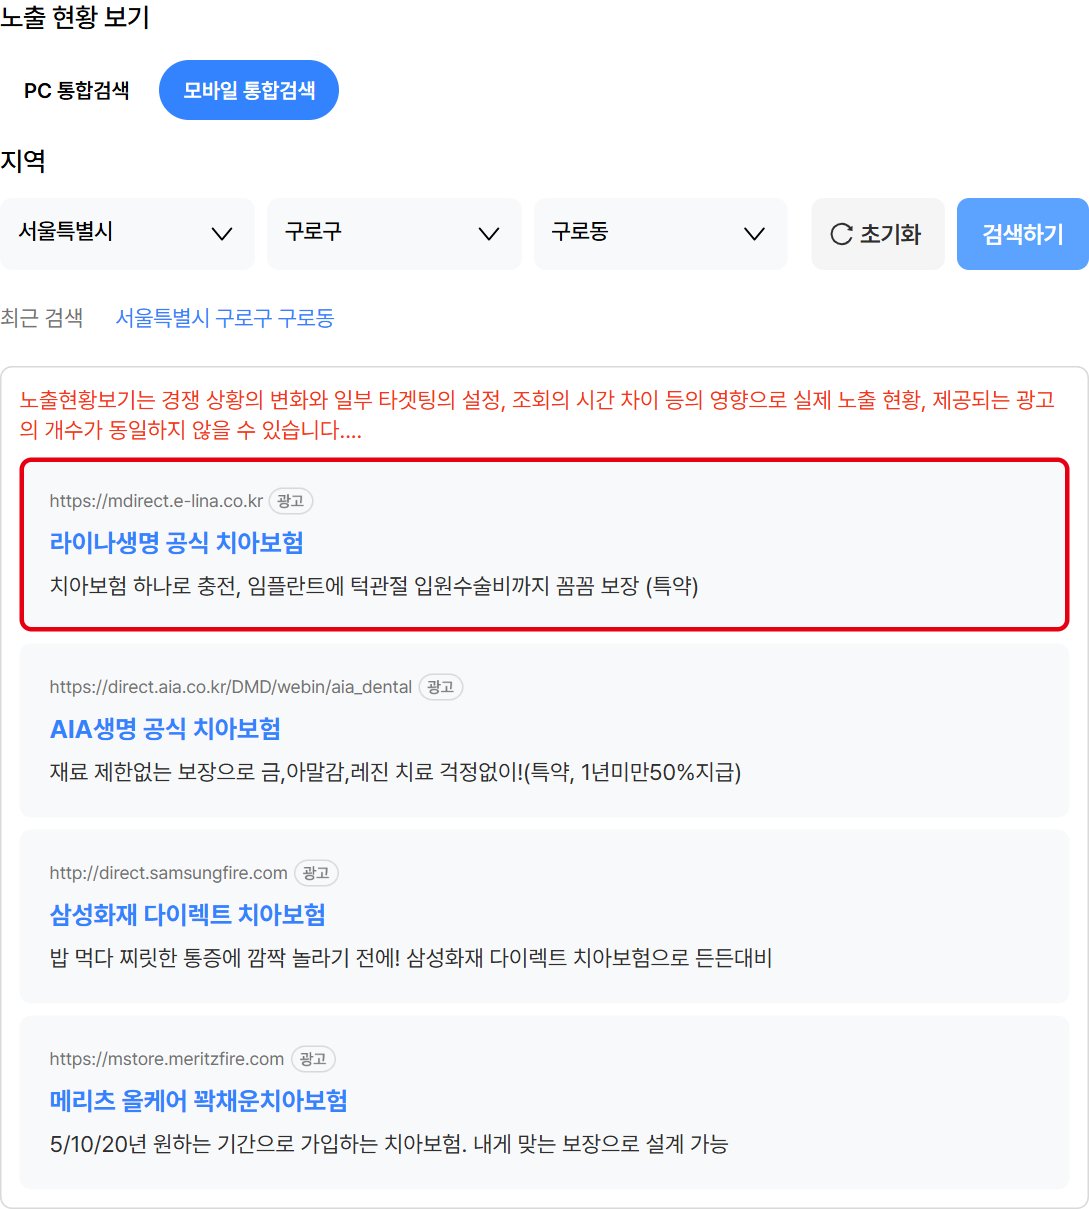 노출 현황 보기
PC 통합검색 모바일 통합검색
지역
서울특별시 구로구 구로동 초기화 검색하기
최근 검색 서울특별시 구로구 구로동
노출현황보기는 경쟁 상황의 변화와 일부 타겟팅의 설정, 조회의 시간 차이 등의 영향으로 실제 노출 현황, 제공되는 광고
의 개수가 동일하지 않을 수 있습니다....
https://mdirect.e-lina.co.kr 광고
라이나생명 공식 치아보험
치아보험 하나로 충전, 임플란트에 턱관절 입원수술비까지 꼼꼼 보장 (특약)
https://direct.aia.co.kr/DMD/webin/aia_dental 광고
AIA생명 공식 치아보험
재료 제한없는 보장으로 금,아말감,레진 치료 걱정없이!(특약, 1년미만50%지급)
http://direct.samsungfire.com 광고
삼성화재 다이렉트 치아보험
밥 먹다 찌릿한 통증에 깜짝 놀라기 전에! 삼성화재 다이렉트 치아보험으로 든든대비
https://mstore.meritzfire.com 광고
메리츠 올케어 꽉채운치아보험
5/10/20년 원하는 기간으로 가입하는 치아보험. 내게 맞는 보장으로 설계 가능